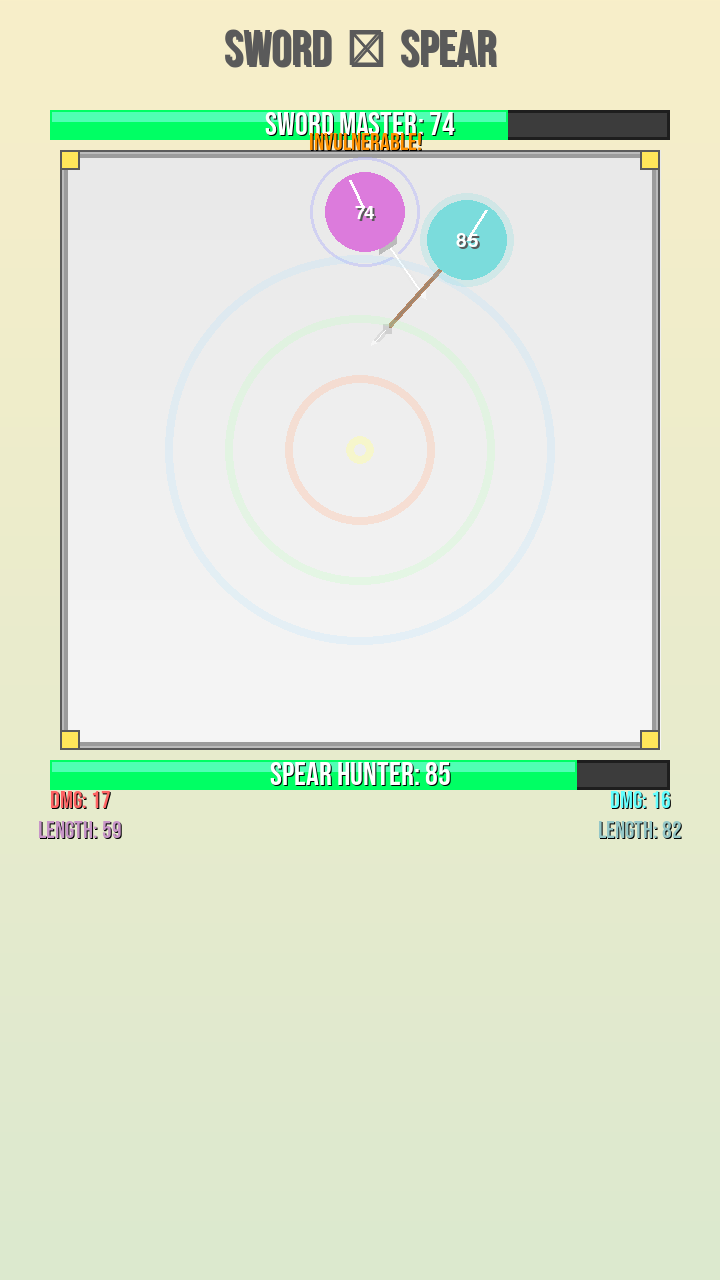 SWORD SPEAR
SWORD MASTER: 74
INVULNERABLE!
74
85
SPEAR HUNTER: 85
DMG: 17
DMG: 16
LENGTH: 59
LENGTH: 82